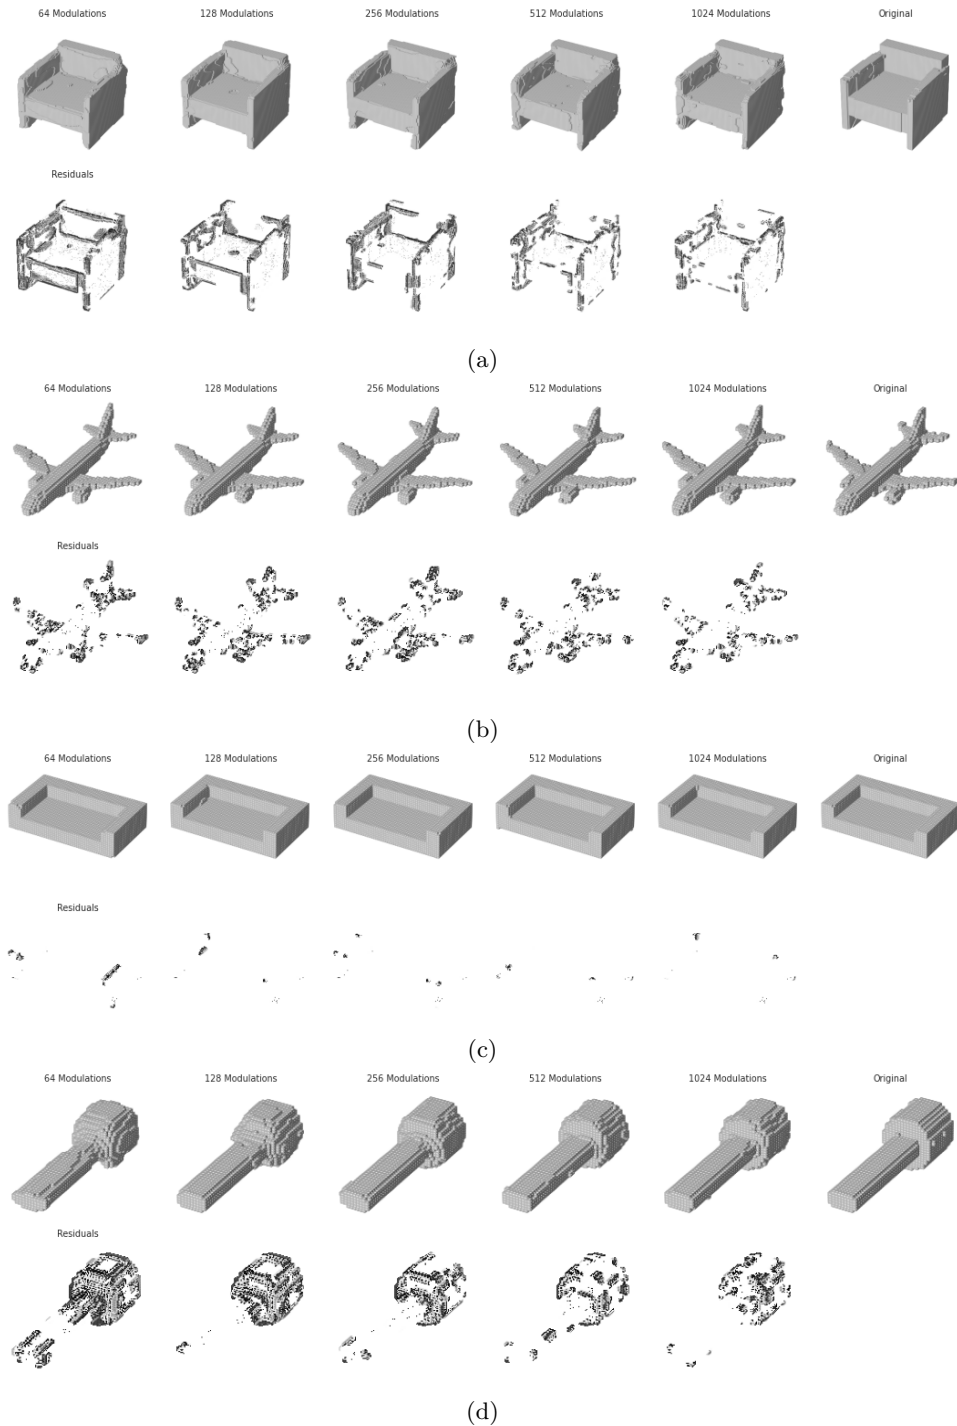 64 Modulations 128 Modulations 256 Modulations 512 Modulations 1024 Modulations Original
Residuals
(a)
64 Modulations 128 Modulations 256 Modulations 512 Modulations 1024 Modulations Original
Residuals
(b)
64 Modulations 128 Modulations 256 Modulations 512 Modulations 1024 Modulations Original
Residuals
(c)
64 Modulations 128 Modulations 256 Modulations 512 Modulations 1024 Modulations Original
Residuals
(d)